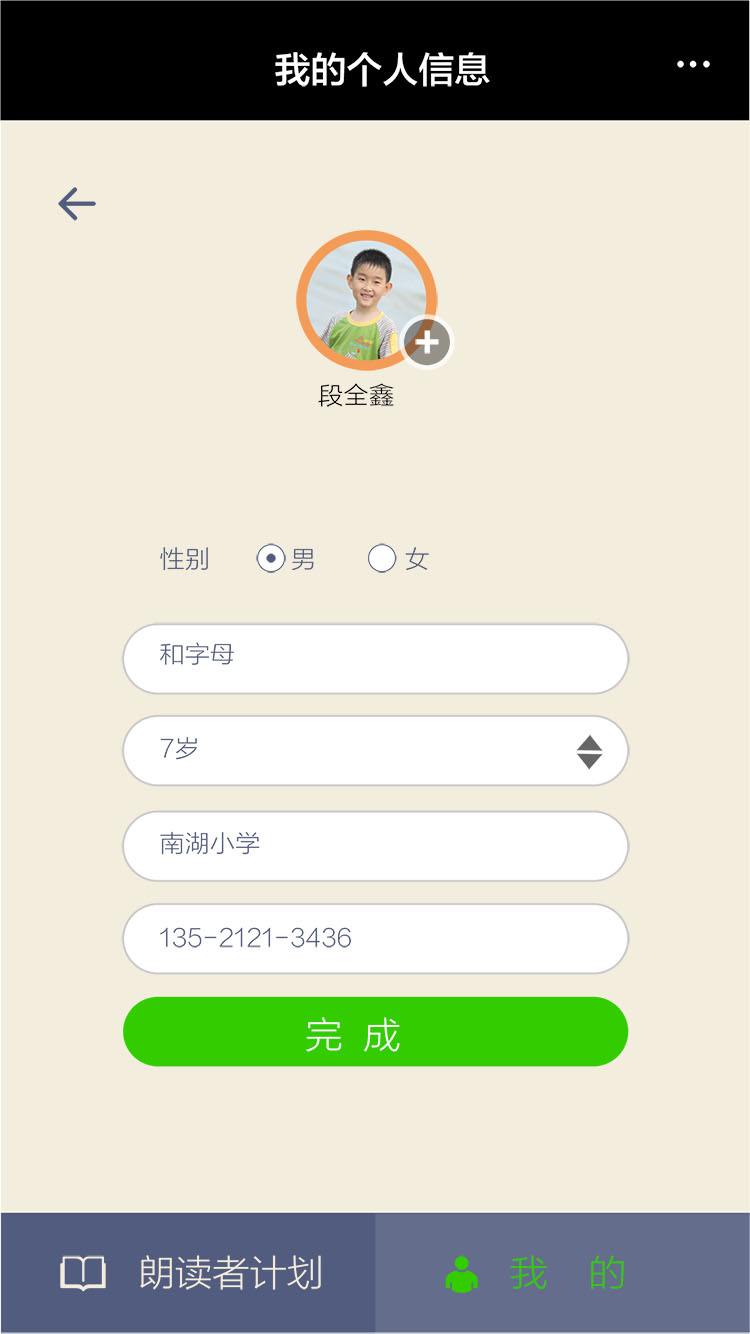 我的个人信息
段全鑫
性别 男 女
和字母
7岁
南湖小学
135-2121-3436
完 成
朗读者计划 我 的